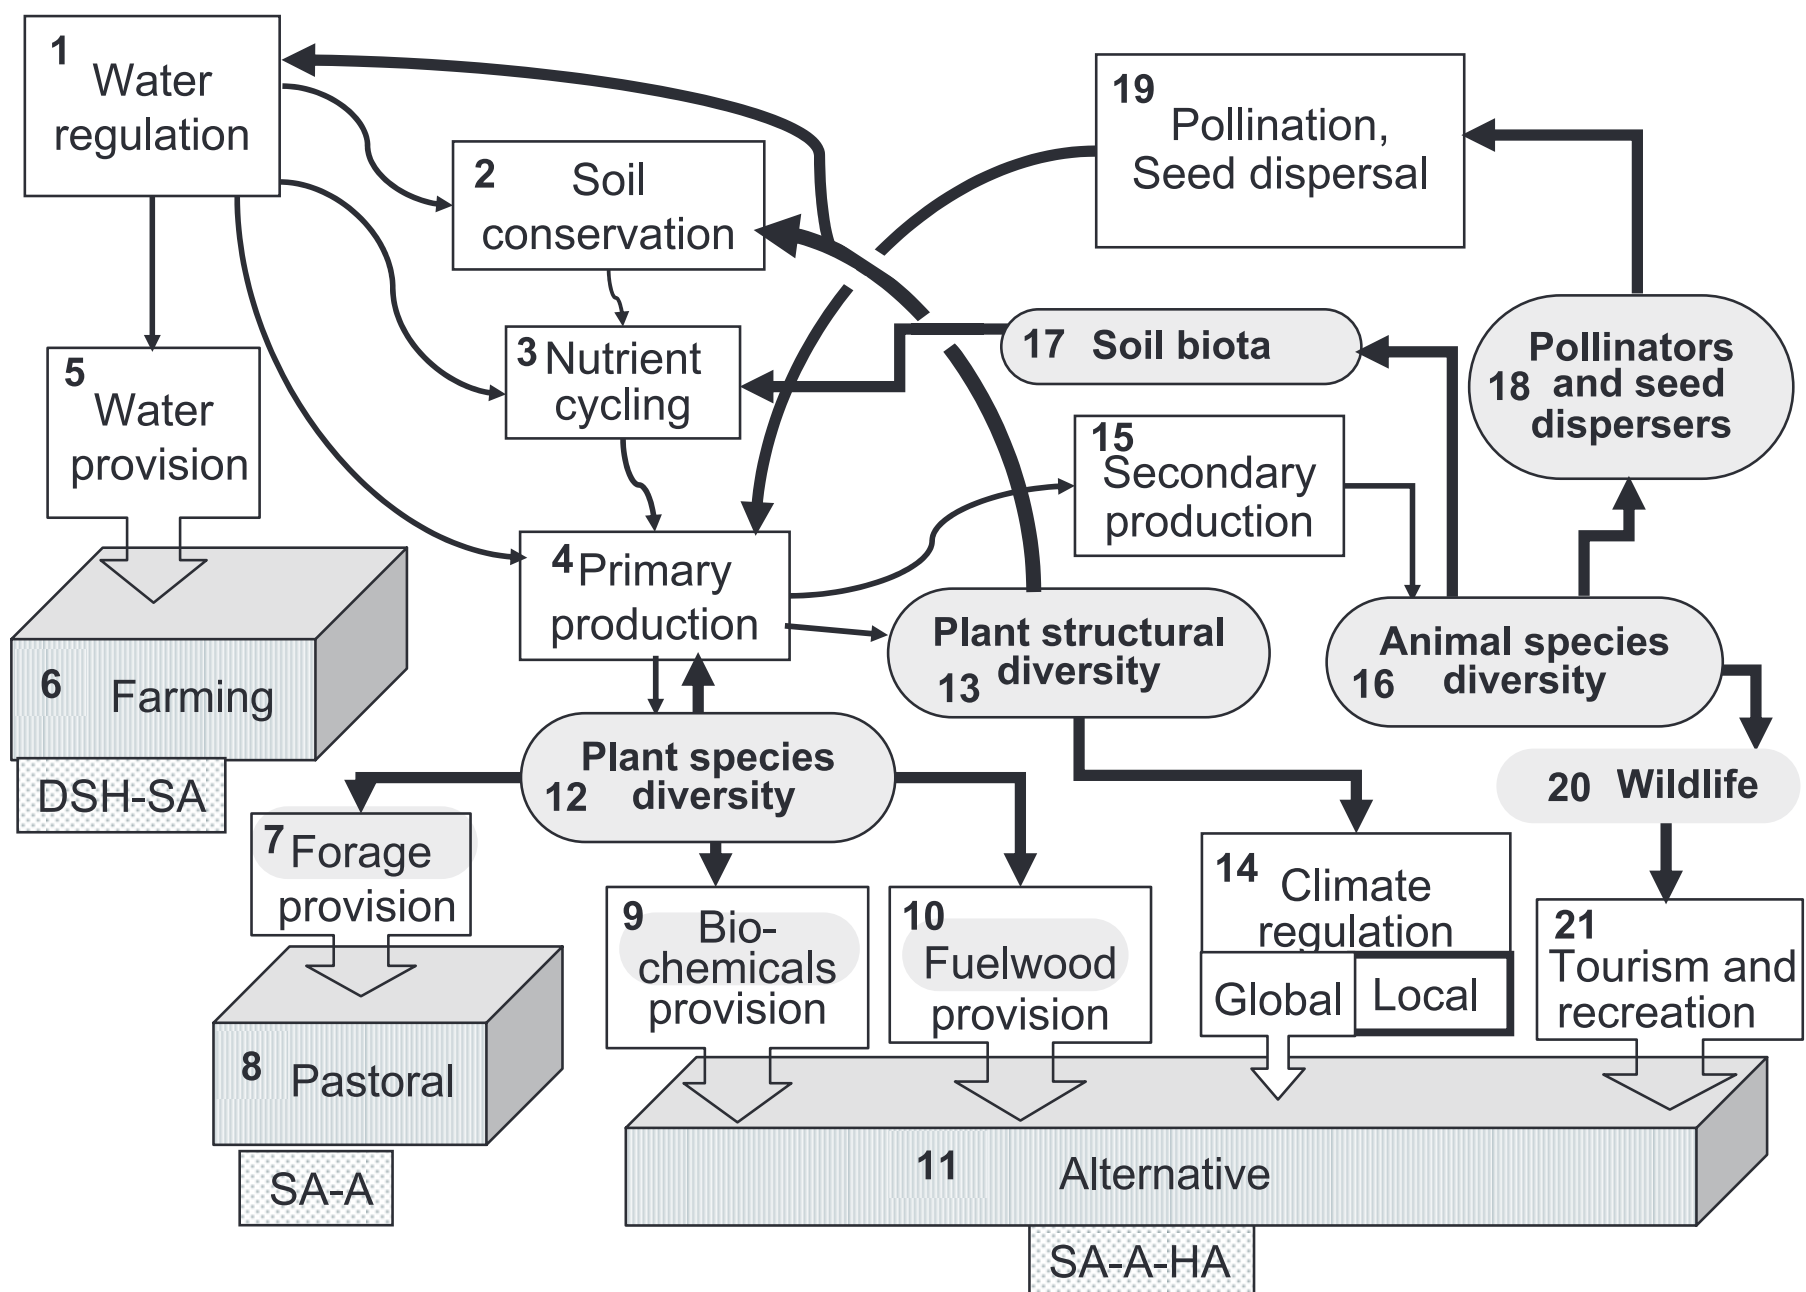 1
Water
regulation
2
Soil
conservation
3 Nutrient
cycling
4 Primary
production
5
Water
provision
6 Farming
DSH-SA
7 Forage
provision
8 Pastoral
SA-A
9
Bio-
chemicals
provision
10
Fuelwood
provision
11 Alternative
SA-A-HA
Plant species
12 diversity
Plant structural
diversity
13
14
Climate
regulation
Global
Local
15
Secondary
production
Animal species
16 diversity
17 Soil biota
Pollinators
18 and seed
dispersers
19
Pollination,
Seed dispersal
20 Wildlife
21
Tourism and
recreation